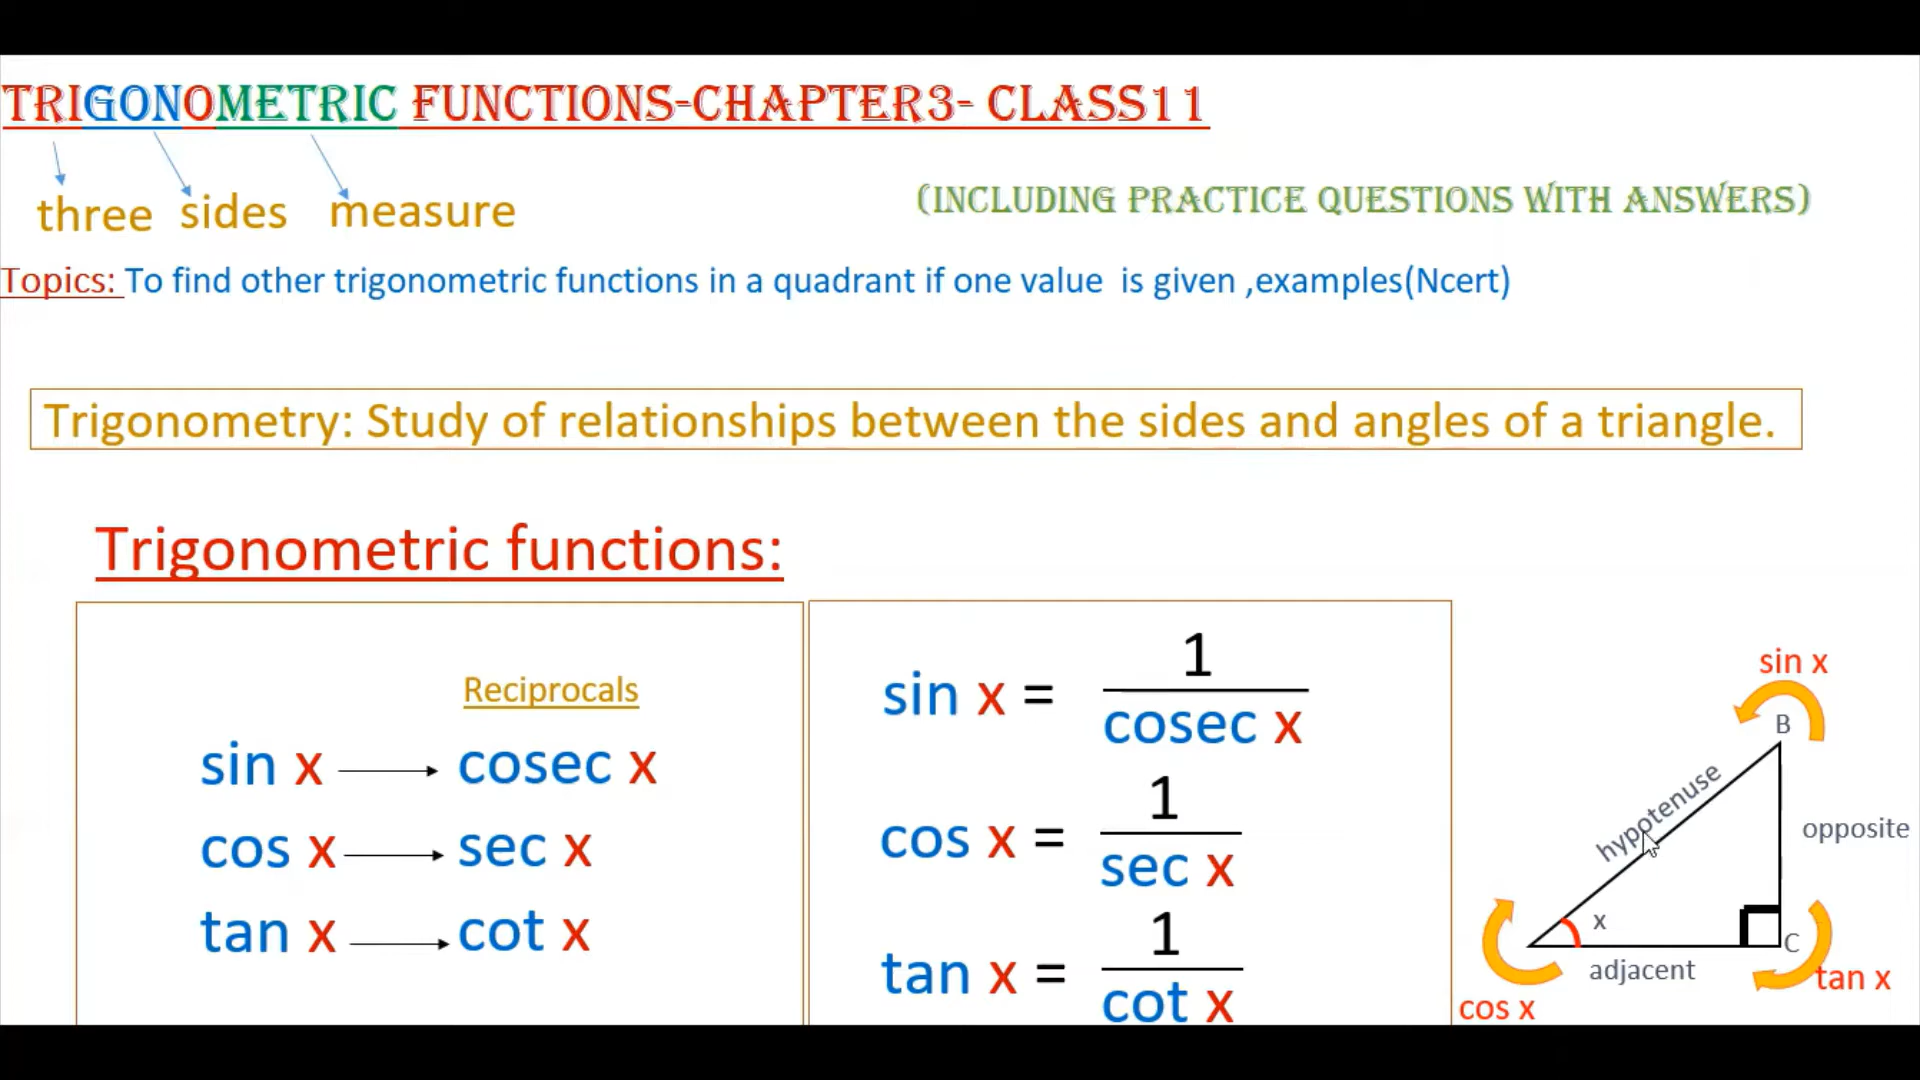 TRIGONOMETRIC FUNCTIONS-CHAPTER3- CLASS11
three sides measure
(INCLUDING PRACTICE QUESTIONS WITH ANSWERS)
Topics: To find other trigonometric functions in a quadrant if one value is given ,examples(Ncert)
Trigonometry: Study of relationships between the sides and angles of a triangle.
Trigonometric functions:
Reciprocals
sin x → cosec x
cos x → sec x
tan x → cot x
sin x = 1/cosec x
cos x = 1/sec x
tan x = 1/cot x
sin x
B
hypotenuse
opposite
x
C
adjacent
tan x
cos x